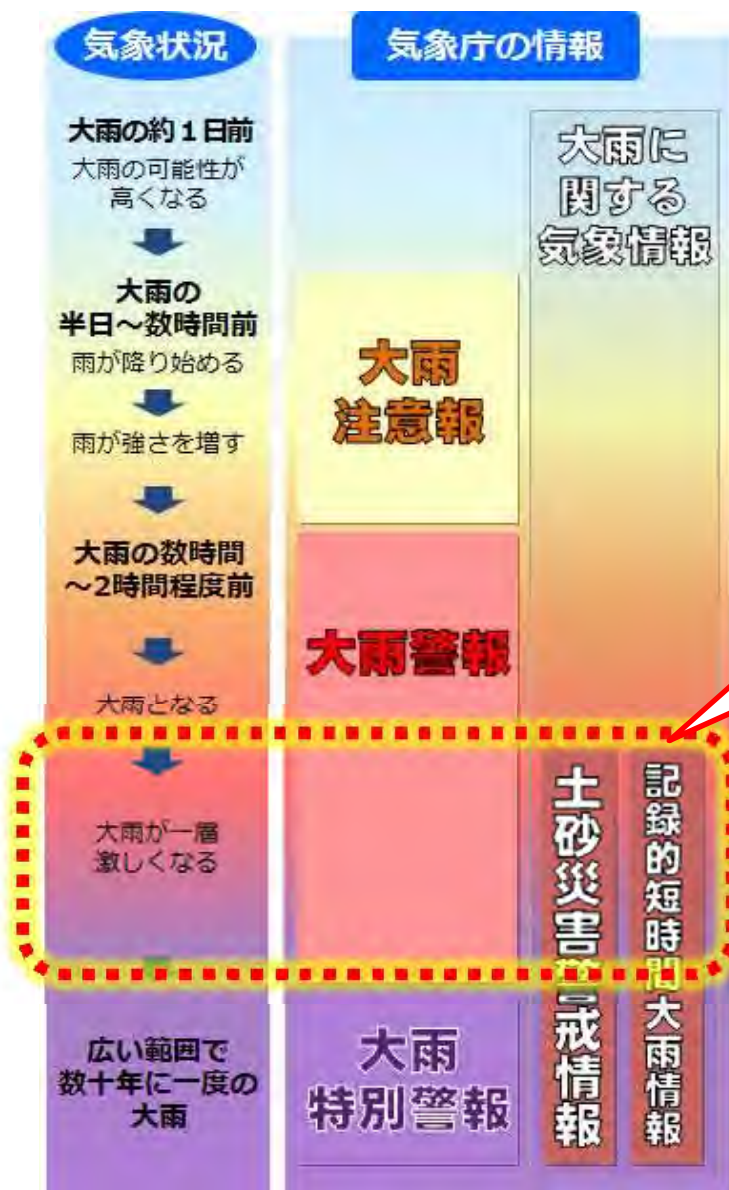 気象状況
気象庁の情報
大雨の約1日前
大雨の可能性が
高くなる
大雨の
半日～数時間前
雨が降り始める
雨が強さを増す
大雨の数時間
～2時間程度前
大雨となる
大雨が一層
激しくなる
広い範囲で
数十年に一度の
大雨
大雨
注意報
大雨警報
大雨
特別警報
大雨に
関する
気象情報
土砂災害警戒情報
記録的短時間大雨情報